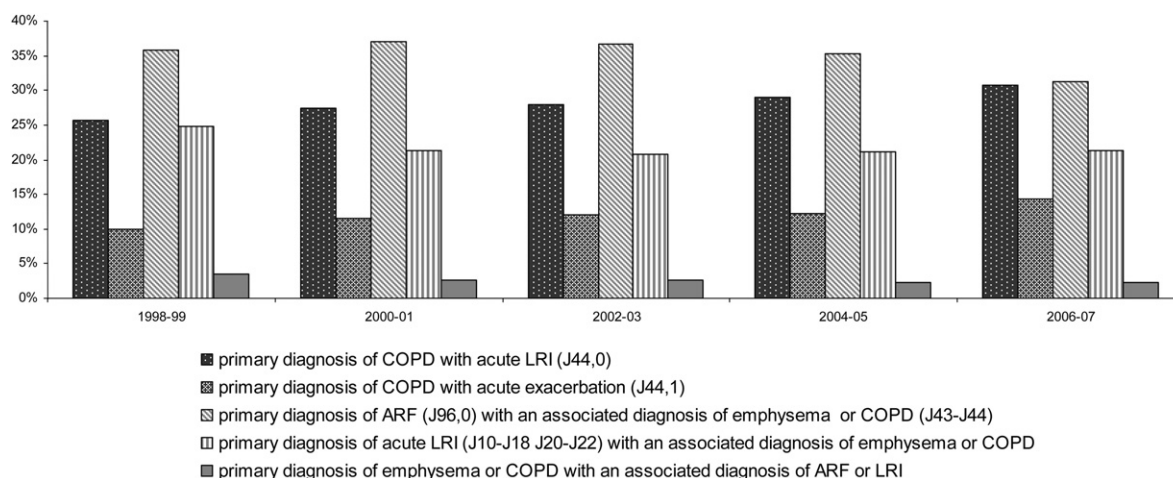 40%
35%
30%
25%
20%
15%
10%
5%
0%
1998-99 2000-01 2002-03 2004-05 2006-07
primary diagnosis of COPD with acute LRI (J44,0)
primary diagnosis of COPD with acute exacerbation (J44,1)
primary diagnosis of ARF (J96,0) with an associated diagnosis of emphysema or COPD (J43-J44)
primary diagnosis of acute LRI (J10-J18 J20-J22) with an associated diagnosis of emphysema or COPD
primary diagnosis of emphysema or COPD with an associated diagnosis of ARF or LRI